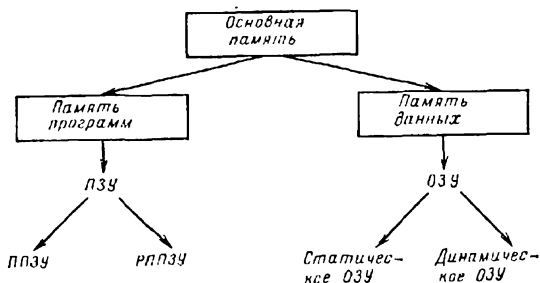 Основная
память
Память
программ
Память
данных
ПЗУ
ОЗУ
ППЗУ
РППЗУ
Статичес-
кое ОЗУ
Динамичес-
кое ОЗУ